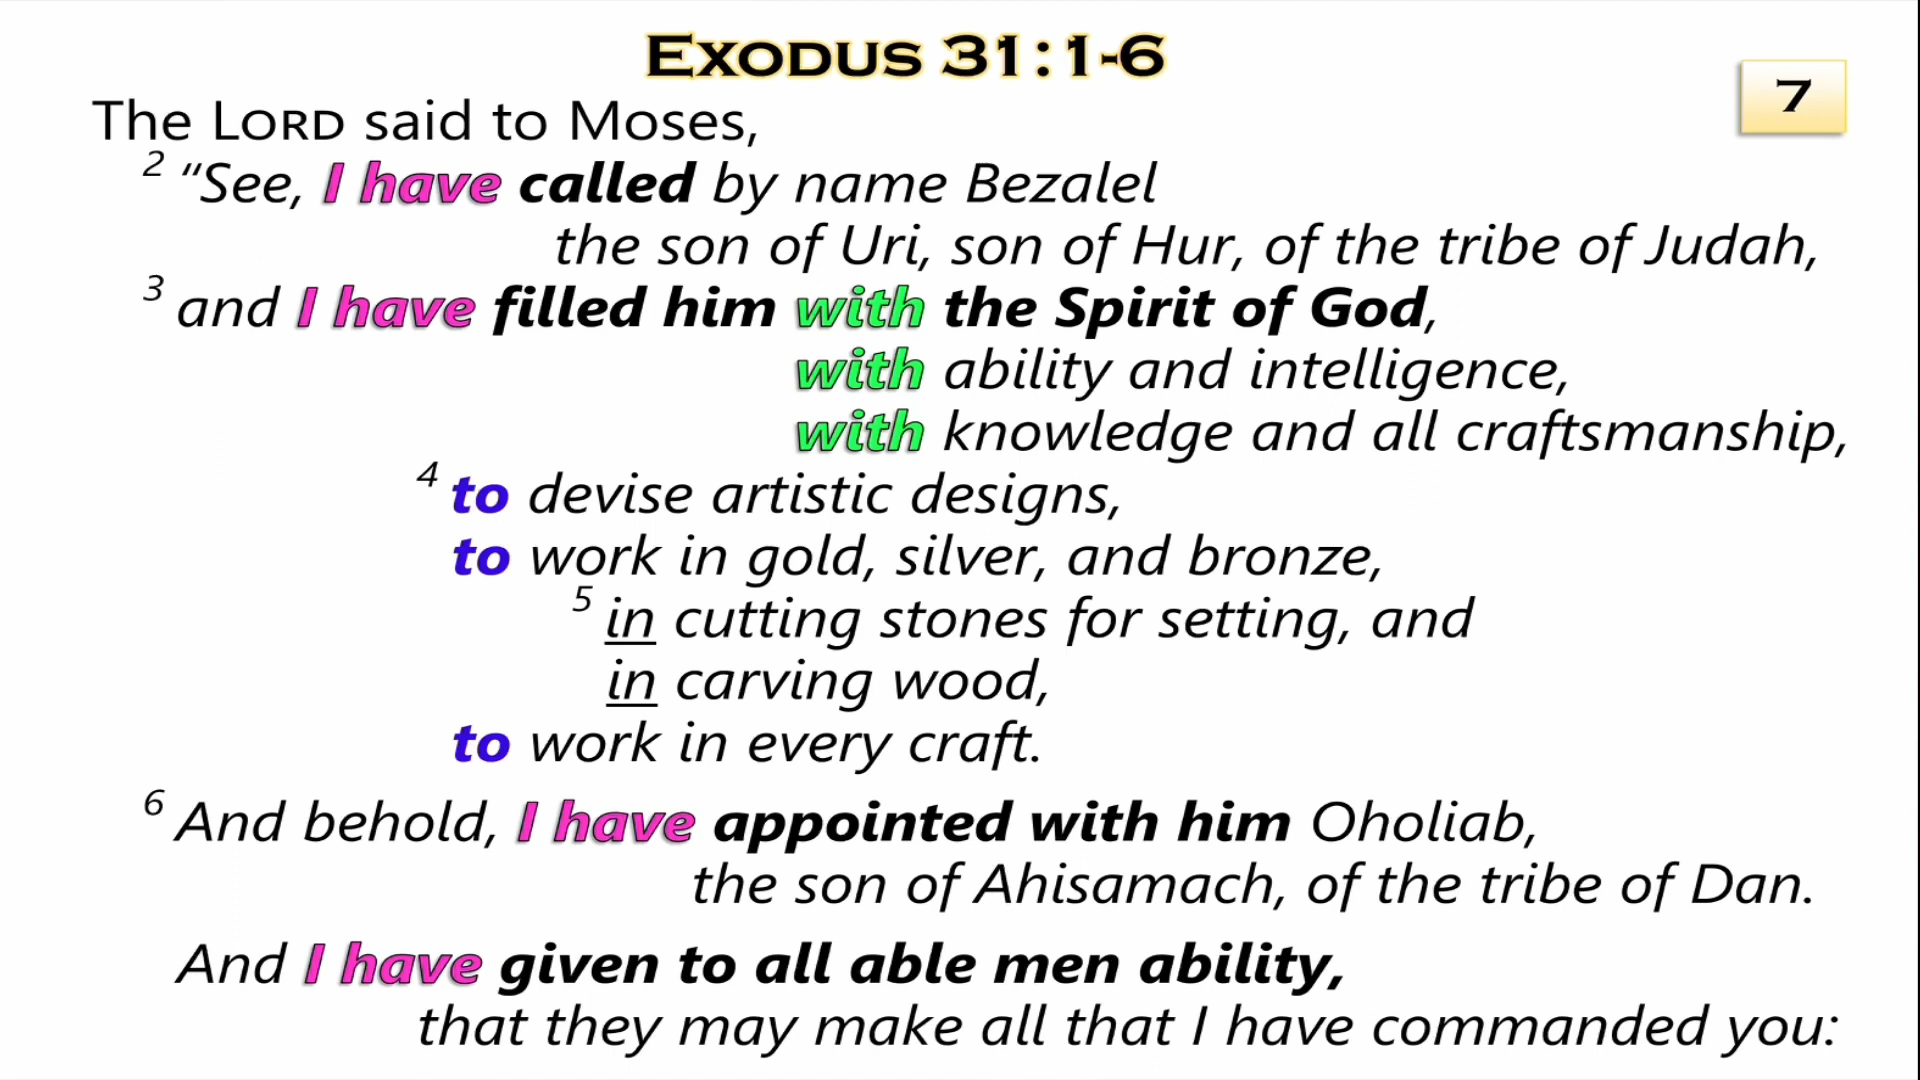 Exodus 31:1-6
7
The Lord said to Moses,
2 “See, I have called by name Bezalel
the son of Uri, son of Hur, of the tribe of Judah,
3 and I have filled him with the Spirit of God,
with ability and intelligence,
with knowledge and all craftsmanship,
4 to devise artistic designs,
to work in gold, silver, and bronze,
5 in cutting stones for setting, and
in carving wood,
to work in every craft.
6 And behold, I have appointed with him Oholiab,
the son of Ahisamach, of the tribe of Dan.
And I have given to all able men ability,
that they may make all that I have commanded you: